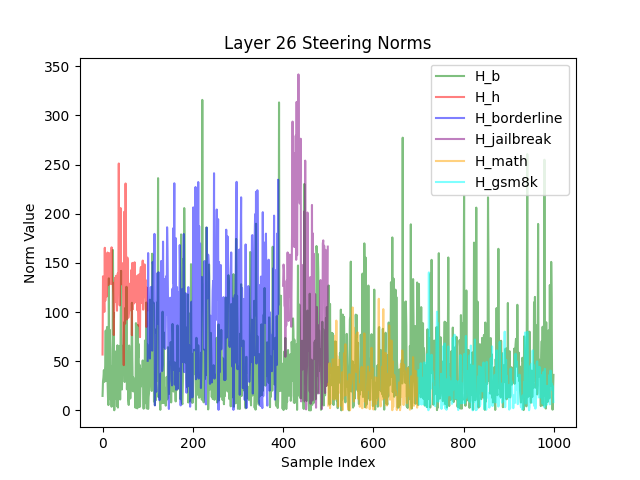 Layer 26 Steering Norms
350
300
250
200
150
100
50
0
Norm Value
H_b
H_h
H_borderline
H_jailbreak
H_math
H_gsm8k
0
200
400
600
800
1000
Sample Index